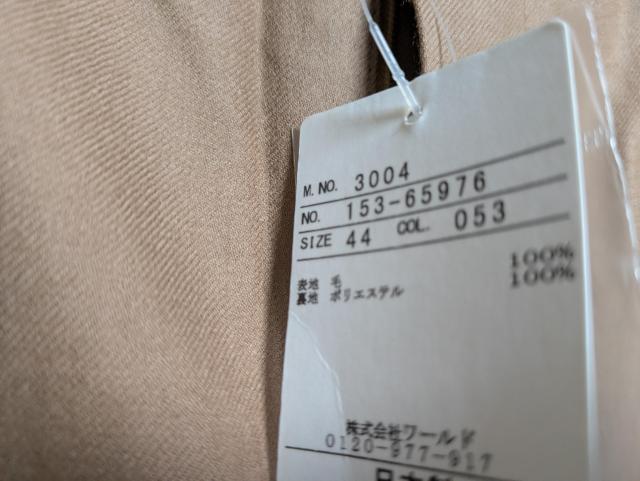 M. NO. 3004
NO. 153-65976
SIZE 44 COL. 053
表地 毛 100%
裏地 ポリエステル 100%
株式会社ワールド
0120-977-917